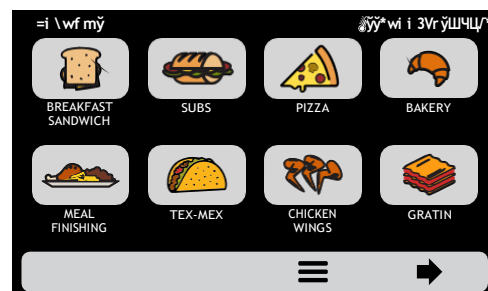 BREAKFAST
SANDWICH
SUBS
PIZZA
BAKERY
MEAL
FINISHING
TEX-MEX
CHICKEN
WINGS
GRATIN